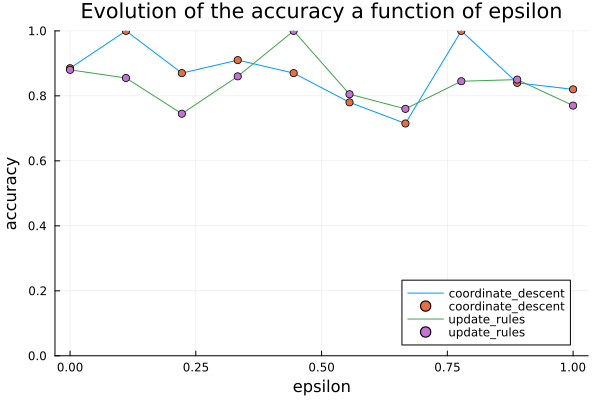 Evolution of the accuracy a function of epsilon
accuracy
1.0
0.8
0.6
0.4
0.2
0.0
0.00
0.25
0.50
0.75
1.00
epsilon
coordinate_descent
coordinate_descent
update_rules
update_rules